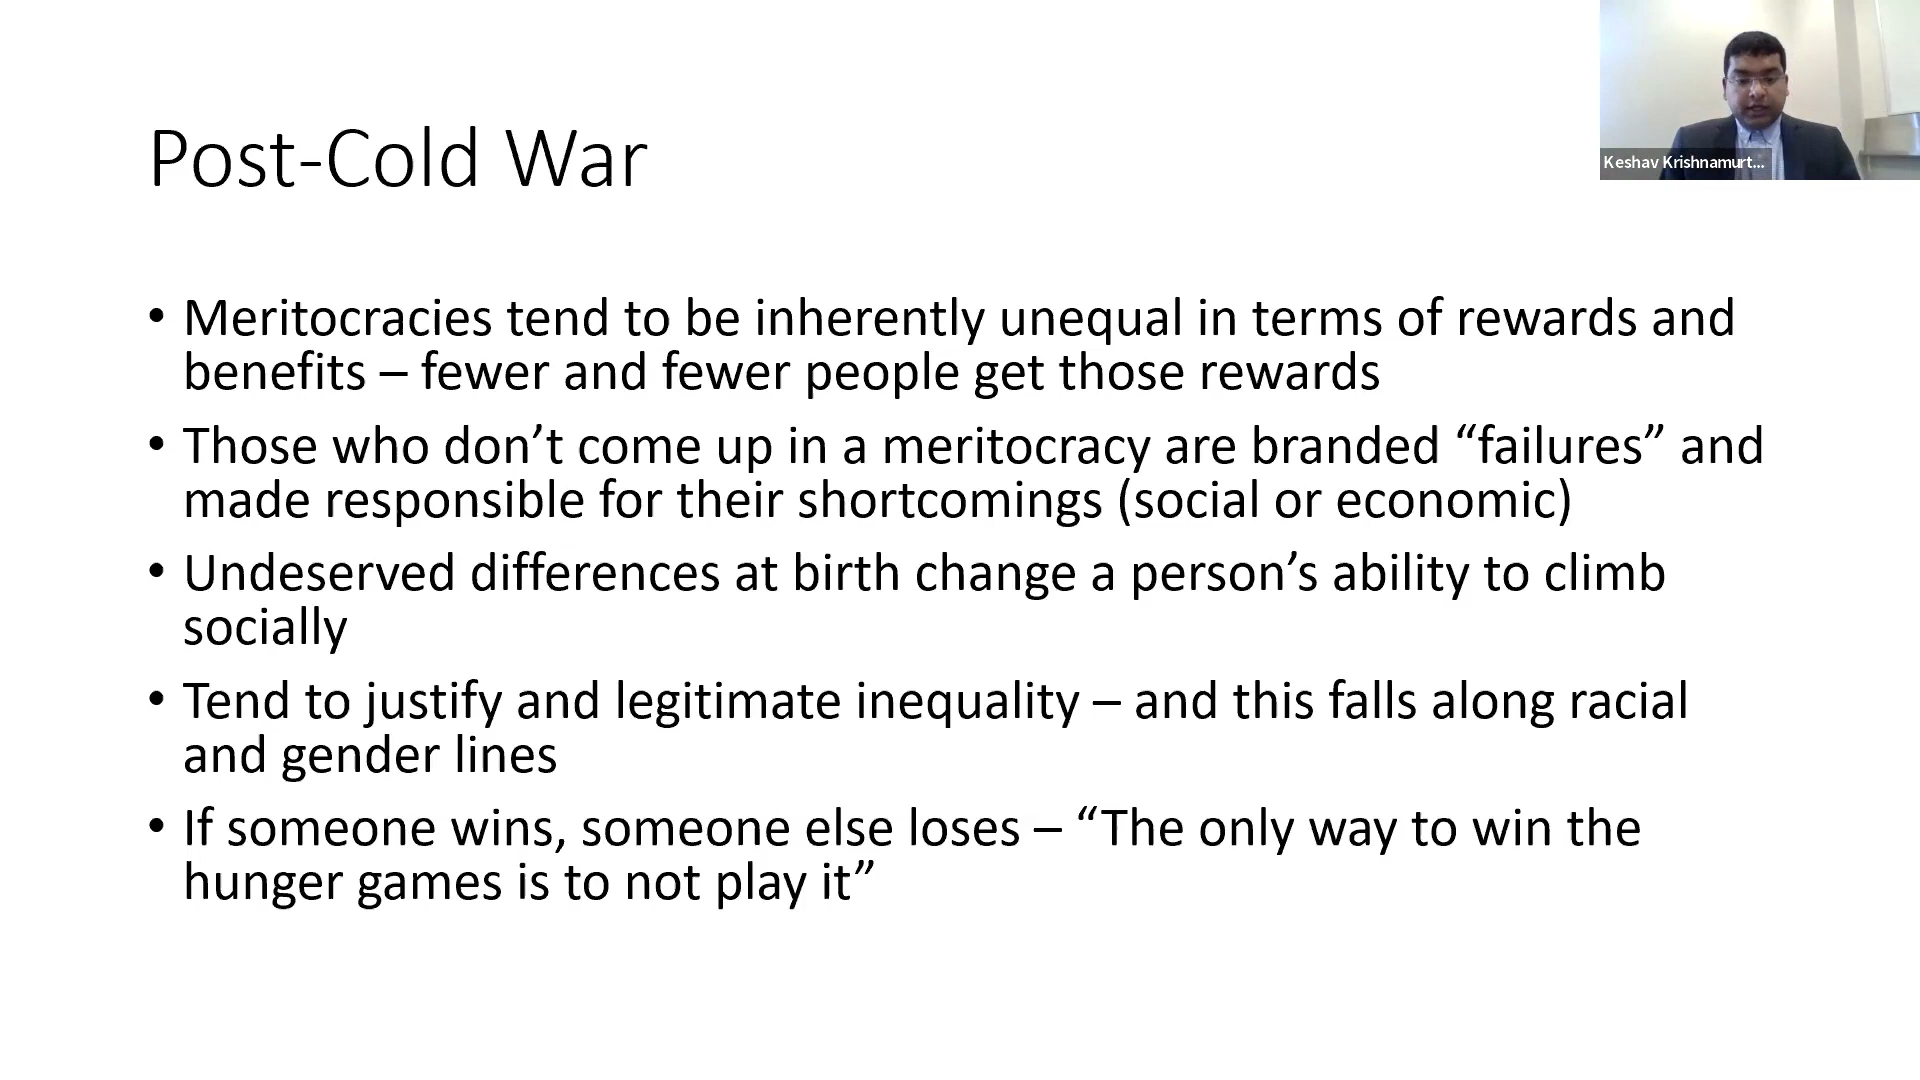 Post-Cold War
Keshav Krishnamurt...
• Meritocracies tend to be inherently unequal in terms of rewards and
benefits – fewer and fewer people get those rewards
• Those who don’t come up in a meritocracy are branded “failures” and
made responsible for their shortcomings (social or economic)
• Undeserved differences at birth change a person’s ability to climb
socially
• Tend to justify and legitimate inequality – and this falls along racial
and gender lines
• If someone wins, someone else loses – “The only way to win the
hunger games is to not play it”